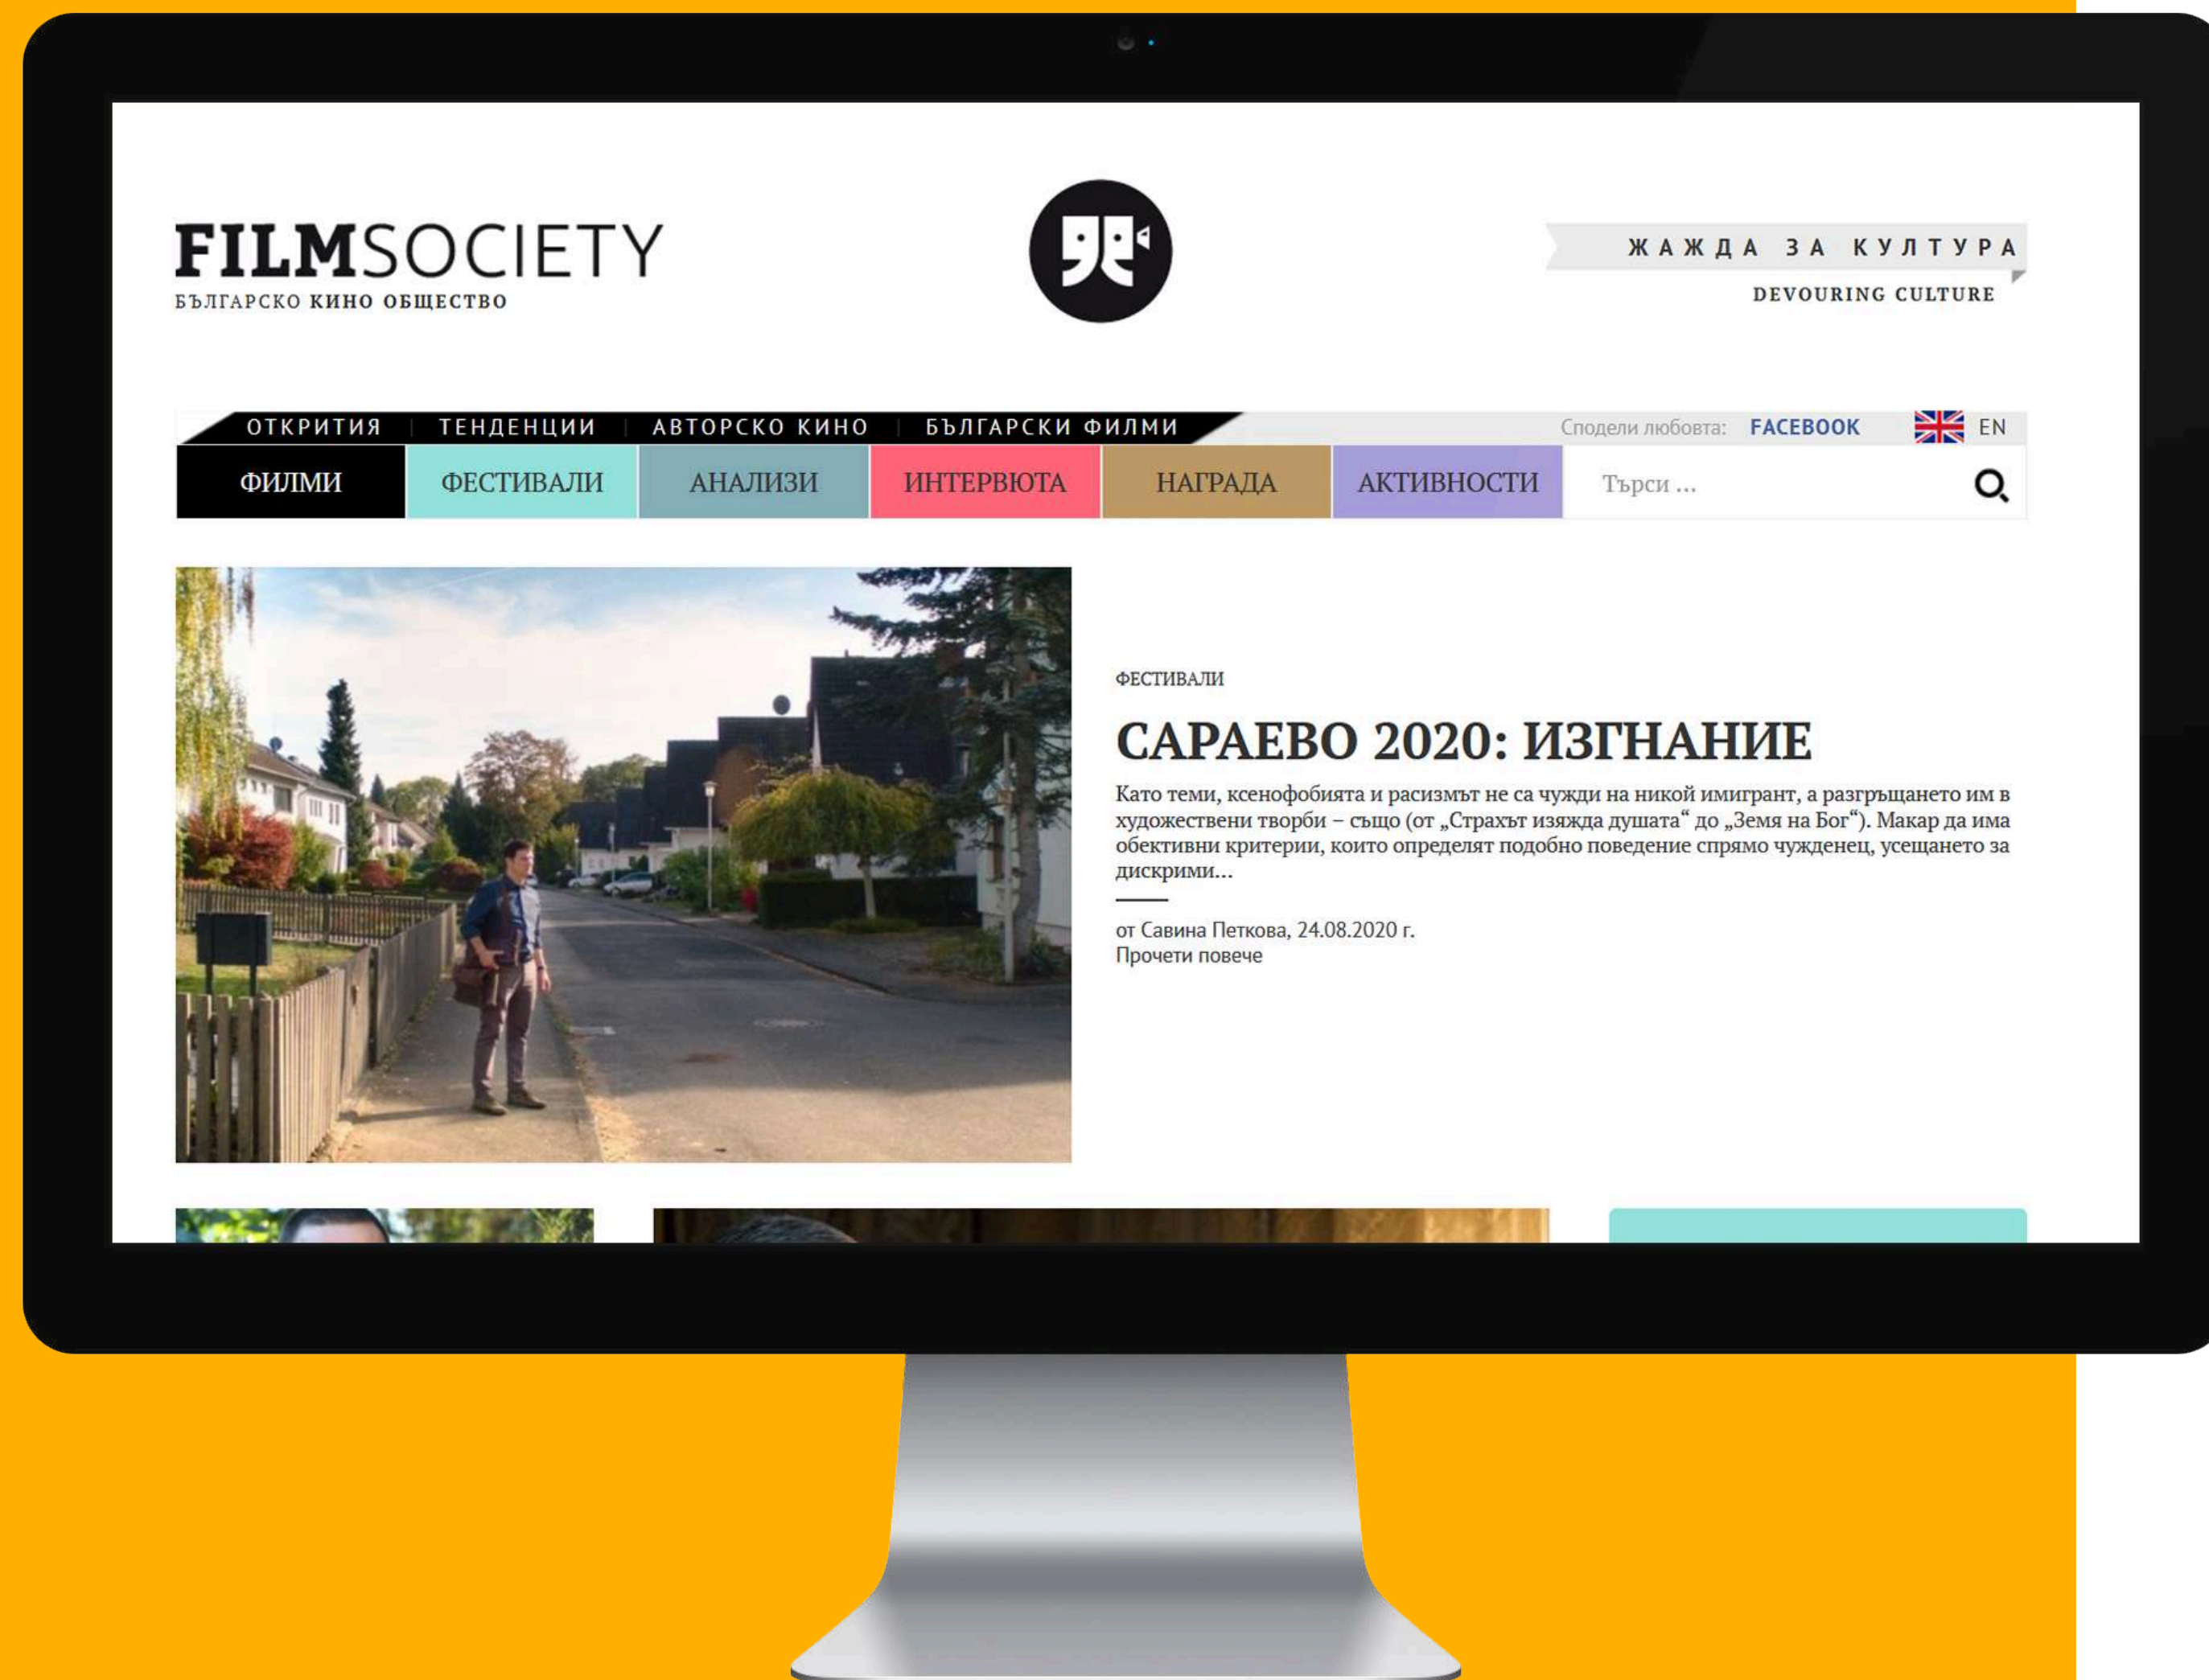 FILMSOCIETY
БЪЛГАРСКО КИНО ОБЩЕСТВО
ЖАЖДА ЗА КУЛТУРА
DEVOURING CULTURE
ОТКРИТИЯ | ТЕНДЕНЦИИ | АВТОРСКО КИНО | БЪЛГАРСКИ ФИЛМИ
Сподели любовта: FACEBOOK EN
ФИЛМИ ФЕСТИВАЛИ АНАЛИЗИ ИНТЕРВЮТА НАГРАДА АКТИВНОСТИ Търси ...
ФЕСТИВАЛИ
САРАЕВО 2020: ИЗГНАНИЕ
Като теми, ксенофобията и расизмът не са чужди на никой имигрант, а разгръщането им в
художествени творби – също (от „Страхът изяжда душата“ до „Земя на Бог“). Макар да има
обективни критерии, които определят подобно поведение спрямо чужденец, усещането за
дискрими...
от Савина Петкова, 24.08.2020 г.
Прочети повече